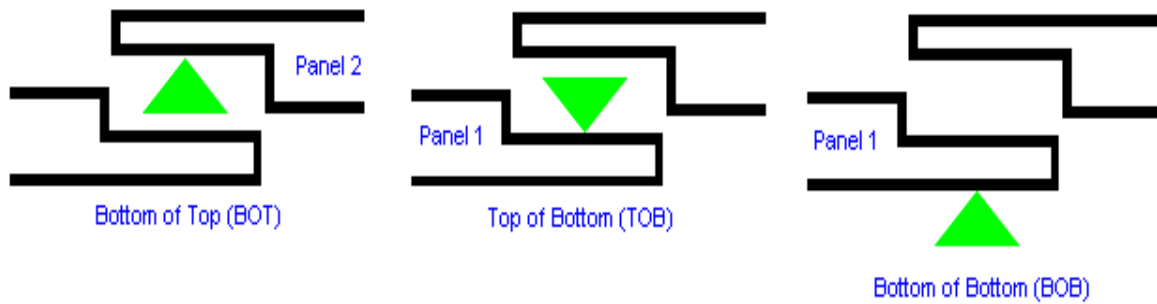 Panel 2
Bottom of Top (BOT)
Panel 1
Top of Bottom (TOB)
Panel 1
Bottom of Bottom (BOB)